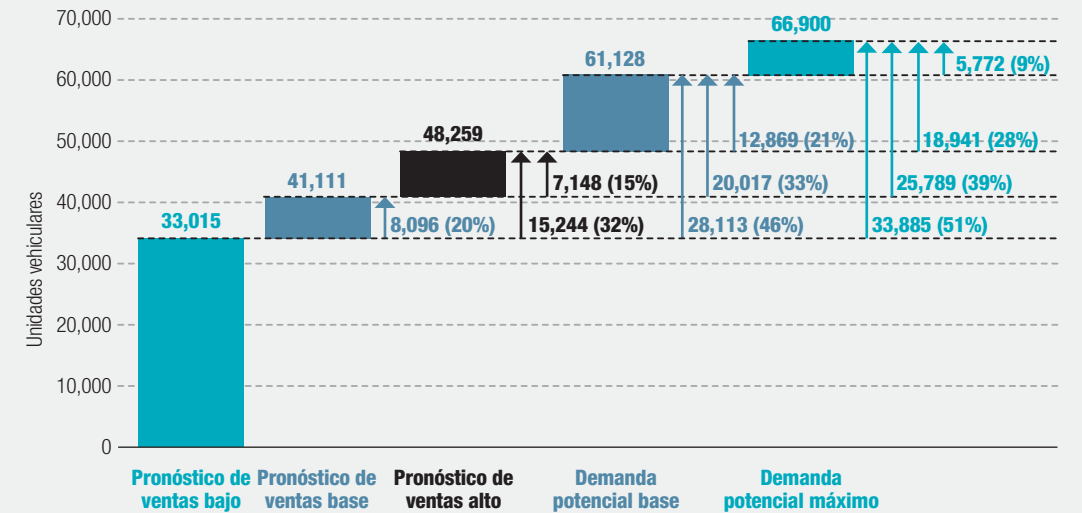 Unidades vehiculares
70,000
60,000
50,000
40,000
30,000
20,000
10,000
0
66,900
5,772 (9%)
61,128
48,259
12,869 (21%)
18,941 (28%)
41,111
7,148 (15%)
20,017 (33%)
25,789 (39%)
33,015
8,096 (20%)
15,244 (32%)
28,113 (46%)
33,885 (51%)
Pronóstico de
ventas bajo
Pronóstico de
ventas base
Pronóstico de
ventas alto
Demanda
potencial base
Demanda
potencial máximo